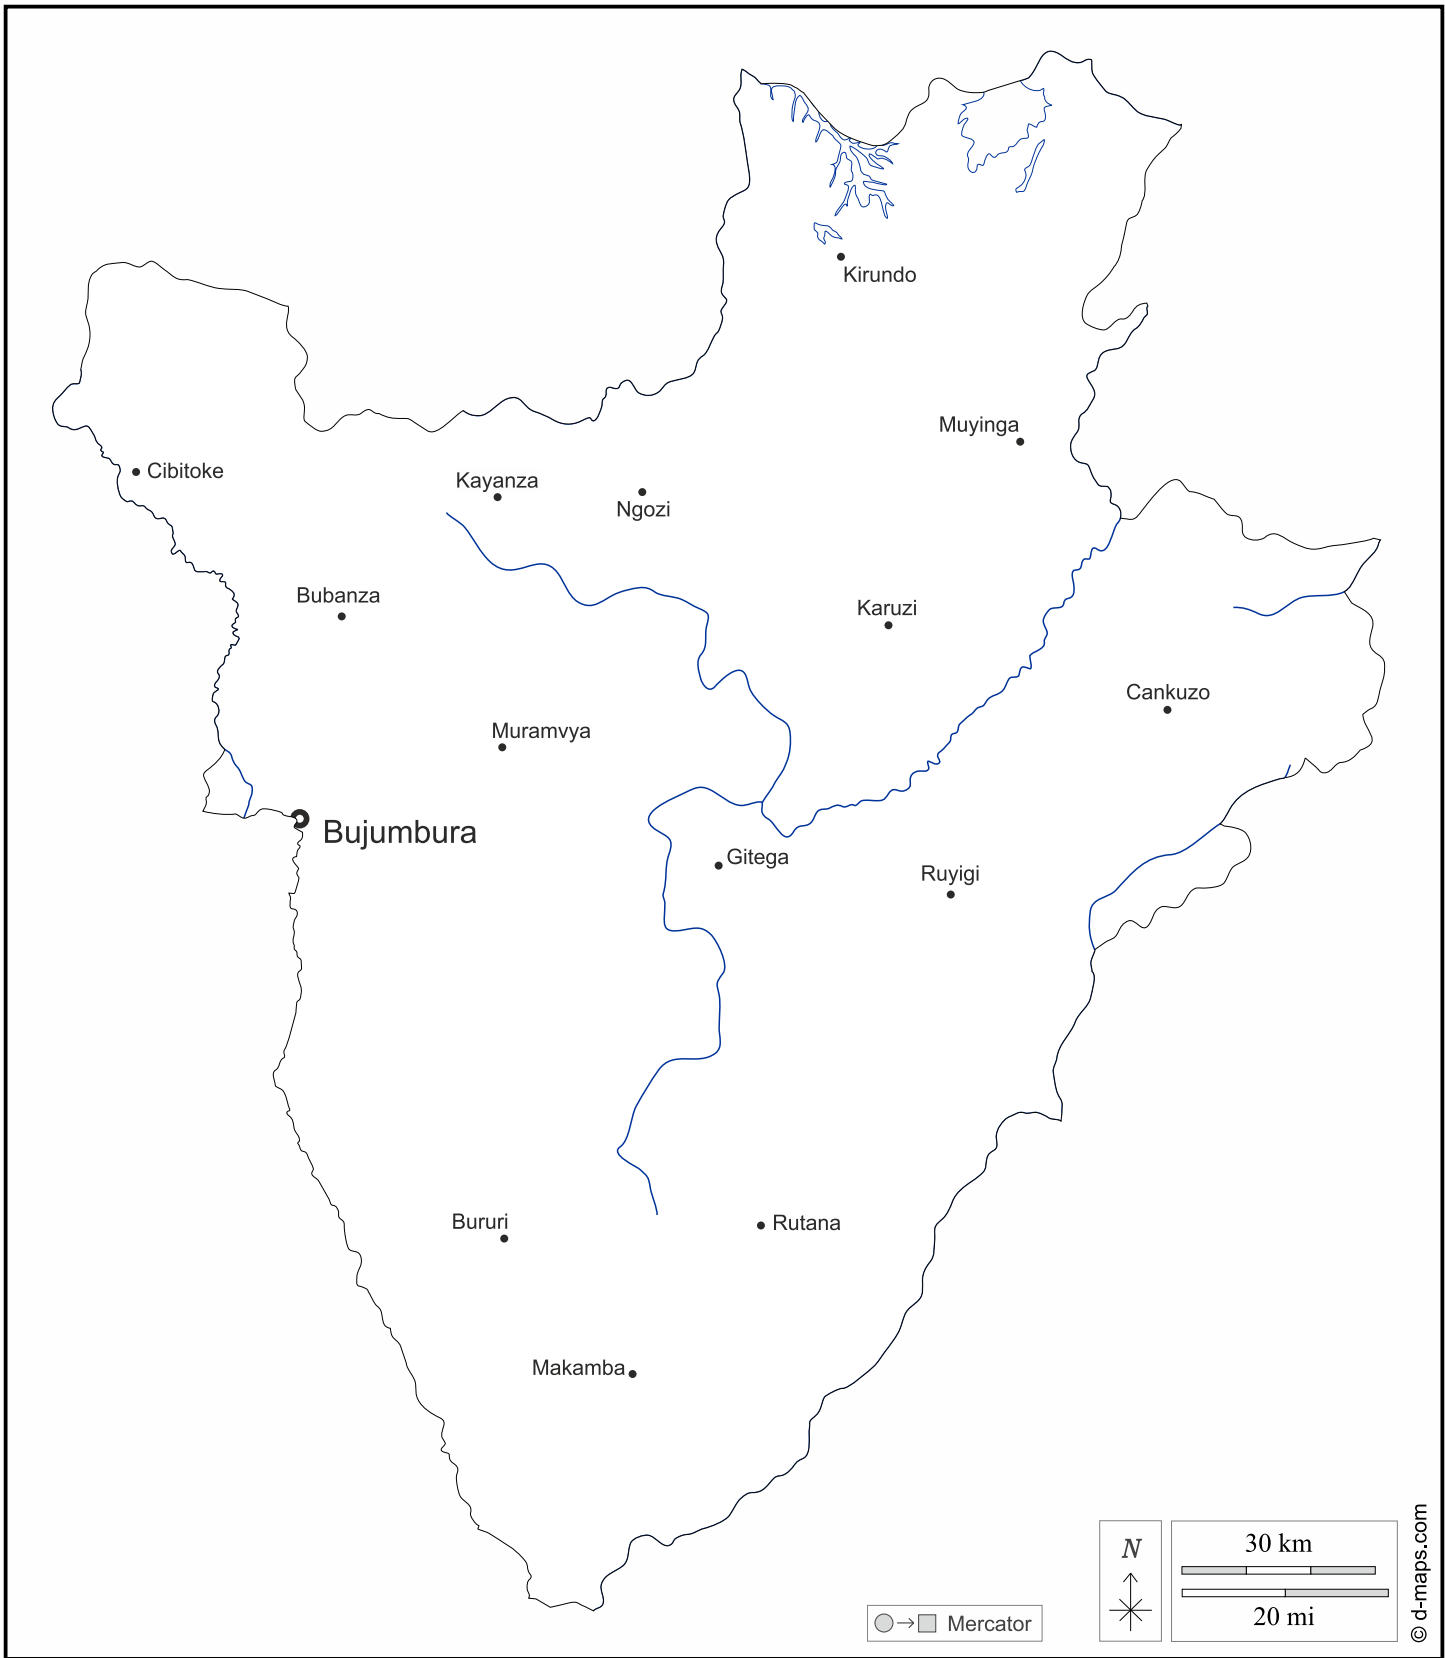 Kirundo
Muyinga
Cibitoke
Kayanza
Ngozi
Bubanza
Karuzi
Cankuzo
Muramvya
Bujumbura
Gitega
Ruyigi
Bururi
Rutana
Makamba
N
30 km
20 mi
Mercator
© d-maps.com